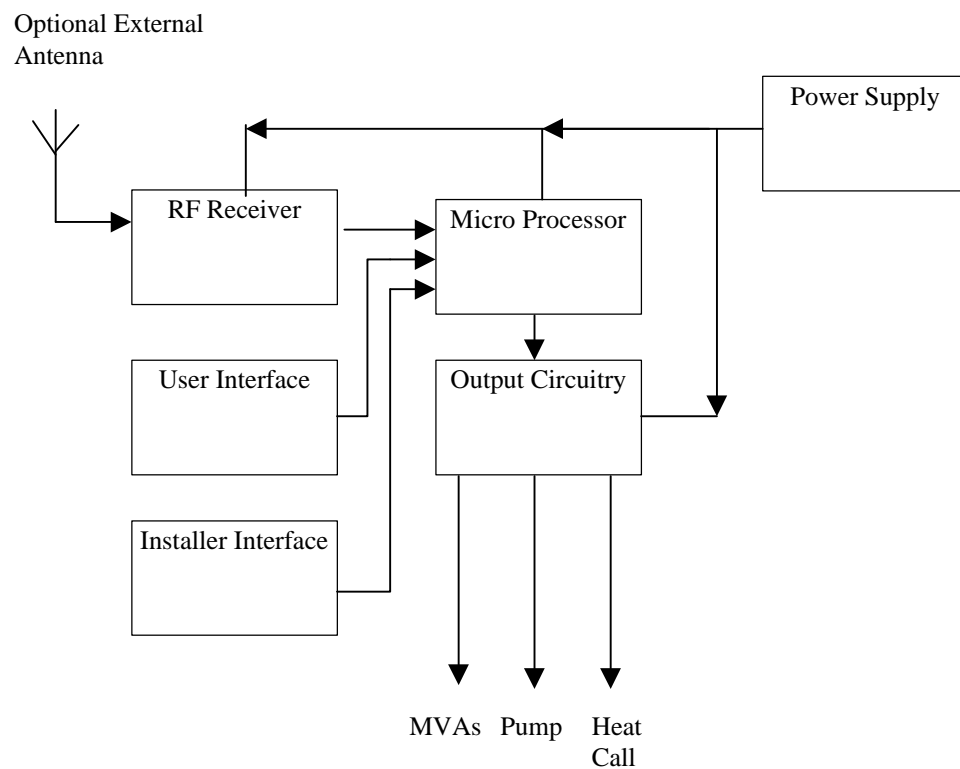 Optional External
Antenna
Power Supply
RF Receiver
Micro Processor
User Interface
Output Circuitry
Installer Interface
MVAs
Pump
Heat
Call